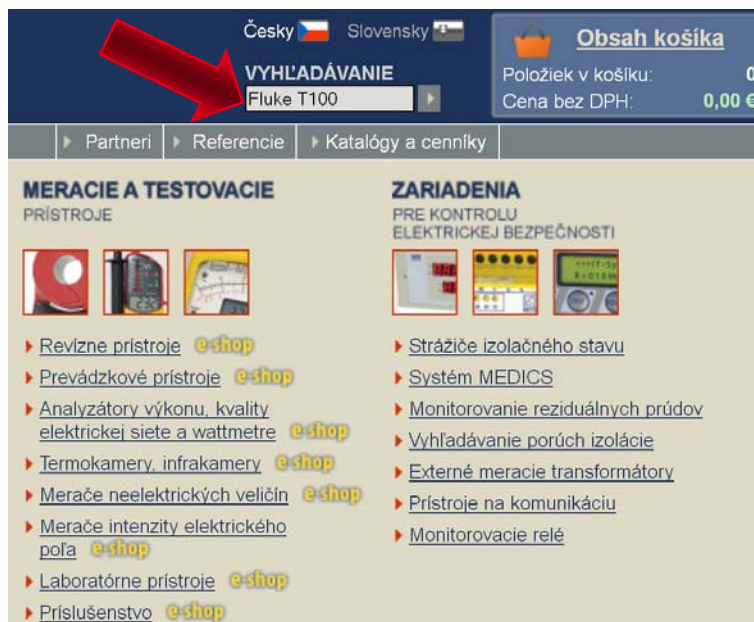 Česky Slovensky
VYHĽADÁVANIE
Fluke T100
Obsah košíka
Položiek v košíku: 0
Cena bez DPH: 0,00 €
Partneri Referencie Katalógy a cenníky
MERACIE A TESTOVACIE
PRÍSTROJE
Revízne prístroje e-shop
Prevádzkové prístroje e-shop
Analyzátory výkonu, kvality
elektrickej siete a wattmetre e-shop
Termokamery, infrakamery e-shop
Merače neelektrických veličín e-shop
Merače intenzity elektrického
poľa e-shop
Laboratórne prístroje e-shop
Príslušenstvo e-shop
ZARIADENIA
PRE KONTROLU
ELEKTRICKEJ BEZPEČNOSTI
Strážiče izolačného stavu
Systém MEDICS
Monitorovanie reziduálnych prúdov
Vyhľadávanie porúch izolácie
Externé meracie transformátory
Prístroje na komunikáciu
Monitorovacie relé